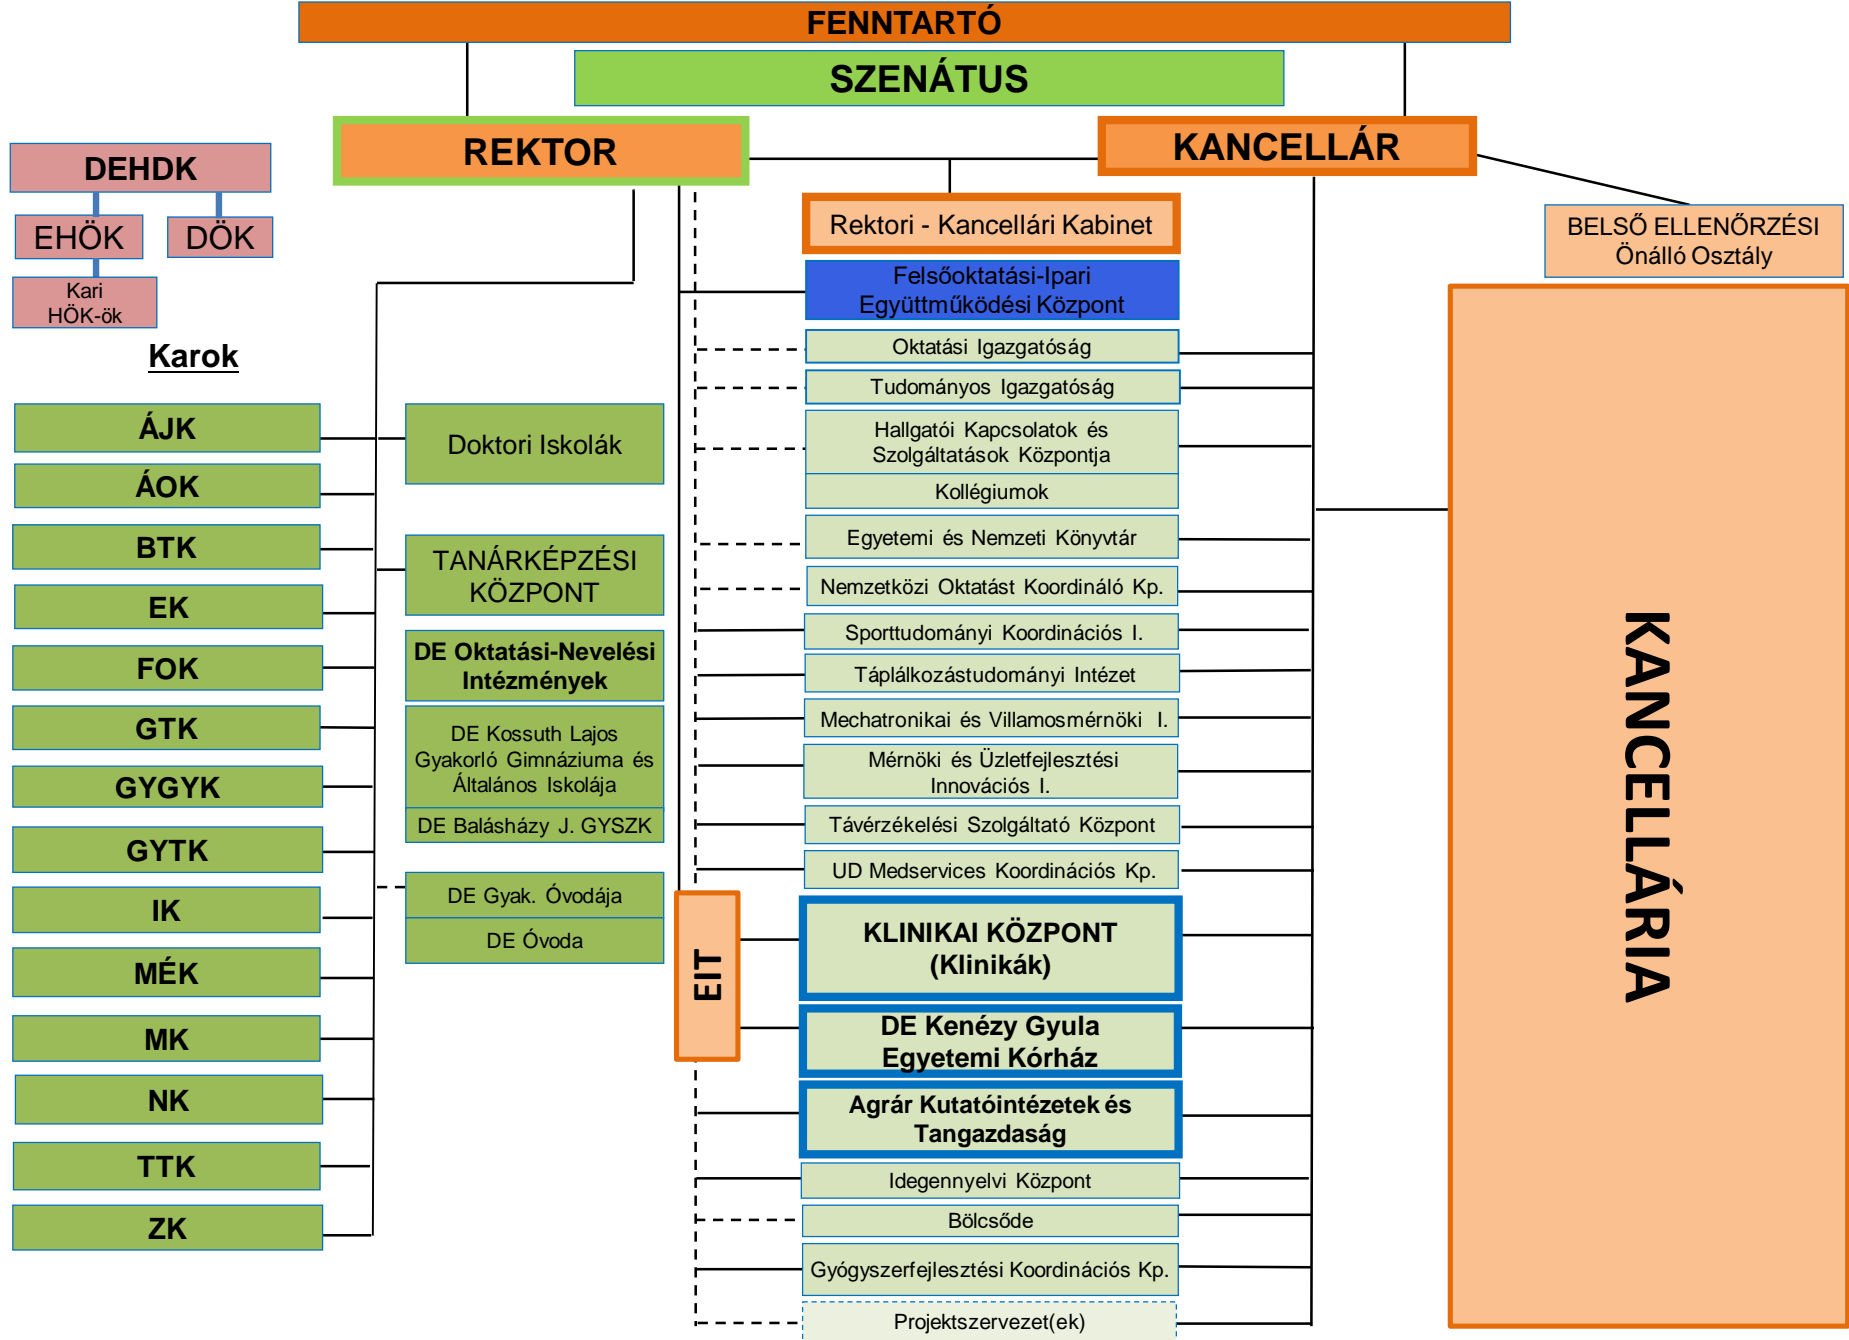 FENNTARTÓ
SZENÁTUS
REKTOR
KANCELLÁR
DEHDK
EHÖK
DÖK
Kari
HÖK-ök
Rektori - Kancellári Kabinet
BELSŐ ELLENŐRZÉSI
Önálló Osztály
Karok
ÁJK
ÁOK
BTK
EK
FOK
GTK
GYGYK
GYTK
IK
MÉK
MK
NK
TTK
ZK
Doktori Iskolák
TANÁRKÉPZÉSI
KÖZPONT
DE Oktatási-Nevelési
Intézmények
DE Kossuth Lajos
Gyakorló Gimnáziuma és
Általános Iskolája
DE Balásházy J. GYSZK
DE Gyak. Óvodája
DE Óvoda
EIT
Felsőoktatási-Ipari
Együttműködési Központ
Oktatási Igazgatóság
Tudományos Igazgatóság
Hallgatói Kapcsolatok és
Szolgáltatások Központja
Kollégiumok
Egyetemi és Nemzeti Könyvtár
Nemzetközi Oktatást Koordináló Kp.
Sporttudományi Koordinációs I.
Táplálkozástudományi Intézet
Mechatronikai és Villamosmérnöki I.
Mérnöki és Üzletfejlesztési
Innovációs I.
Távérzékelési Szolgáltató Központ
UD Medservices Koordinációs Kp.
KLINIKAI KÖZPONT
(Klinikák)
DE Kenézy Gyula
Egyetemi Kórház
Agrár Kutatóintézetek és
Tangazdaság
Idegennyelvi Központ
Bölcsőde
Gyógyszerfejlesztési Koordinációs Kp.
Projektszervezet(ek)
KANCELLÁRIA